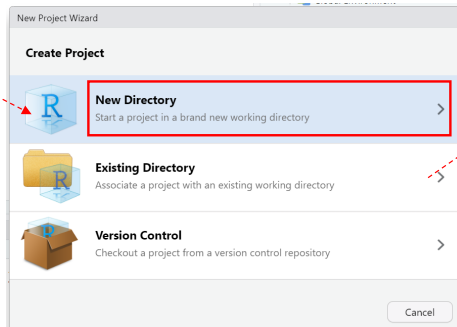 New Project Wizard
Create Project
R
New Directory
Start a project in a brand new working directory
R
Existing Directory
Associate a project with an existing working directory
R
Version Control
Checkout a project from a version control repository
Cancel